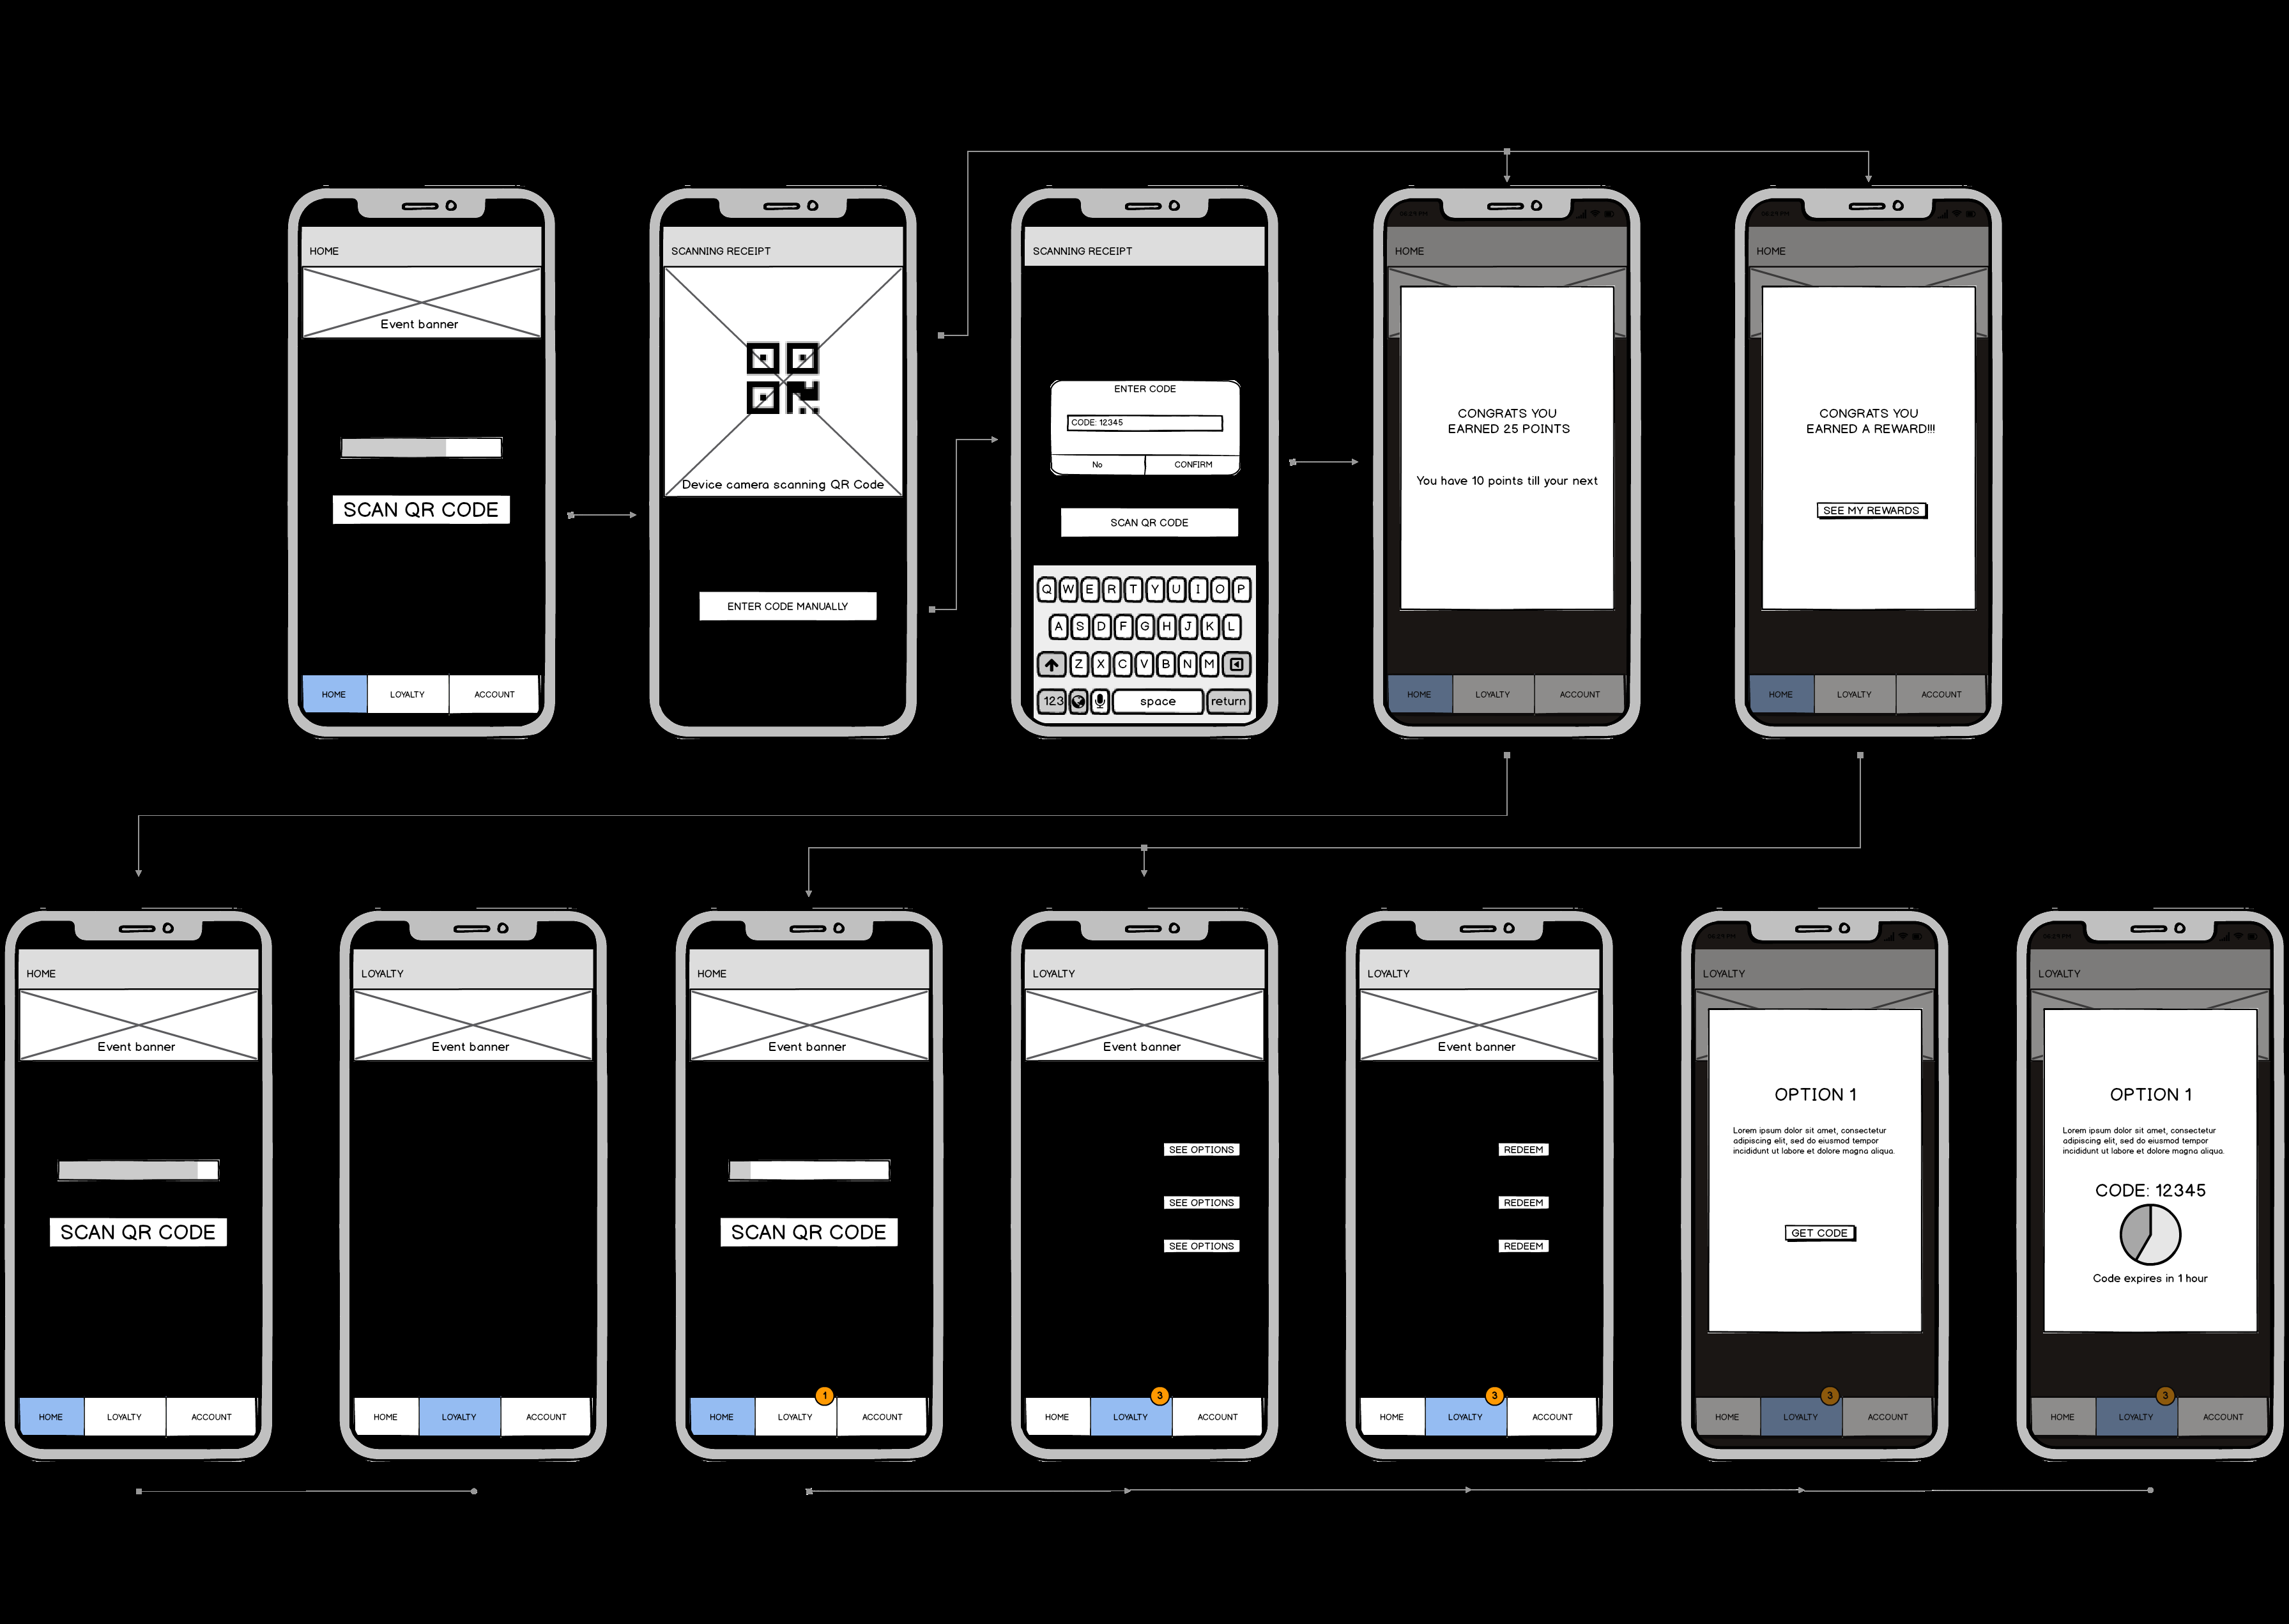 HOME
Event banner
SCAN QR CODE
HOME LOYALTY ACCOUNT
SCANNING RECEIPT
Device camera scanning QR Code
ENTER CODE MANUALLY
SCANNING RECEIPT
ENTER CODE
CODE: 12345
No CONFIRM
SCAN QR CODE
Q W E R T Y U I O P
A S D F G H J K L
Z X C V B N M
123 space return
HOME
CONGRATS YOU
EARNED 25 POINTS
You have 10 points till your next
HOME LOYALTY ACCOUNT
HOME
CONGRATS YOU
EARNED A REWARD!!!
SEE MY REWARDS
HOME LOYALTY ACCOUNT
HOME
Event banner
SCAN QR CODE
HOME LOYALTY ACCOUNT
LOYALTY
Event banner
HOME LOYALTY ACCOUNT
HOME
Event banner
SCAN QR CODE
1
HOME LOYALTY ACCOUNT
LOYALTY
Event banner
SEE OPTIONS
SEE OPTIONS
SEE OPTIONS
3
HOME LOYALTY ACCOUNT
LOYALTY
Event banner
REDEEM
REDEEM
REDEEM
3
HOME LOYALTY ACCOUNT
LOYALTY
OPTION 1
Lorem ipsum dolor sit amet, consectetur
adipiscing elit, sed do eiusmod tempor
incididunt ut labore et dolore magna aliqua.
GET CODE
3
HOME LOYALTY ACCOUNT
LOYALTY
OPTION 1
Lorem ipsum dolor sit amet, consectetur
adipiscing elit, sed do eiusmod tempor
incididunt ut labore et dolore magna aliqua.
CODE: 12345
Code expires in 1 hour
3
HOME LOYALTY ACCOUNT